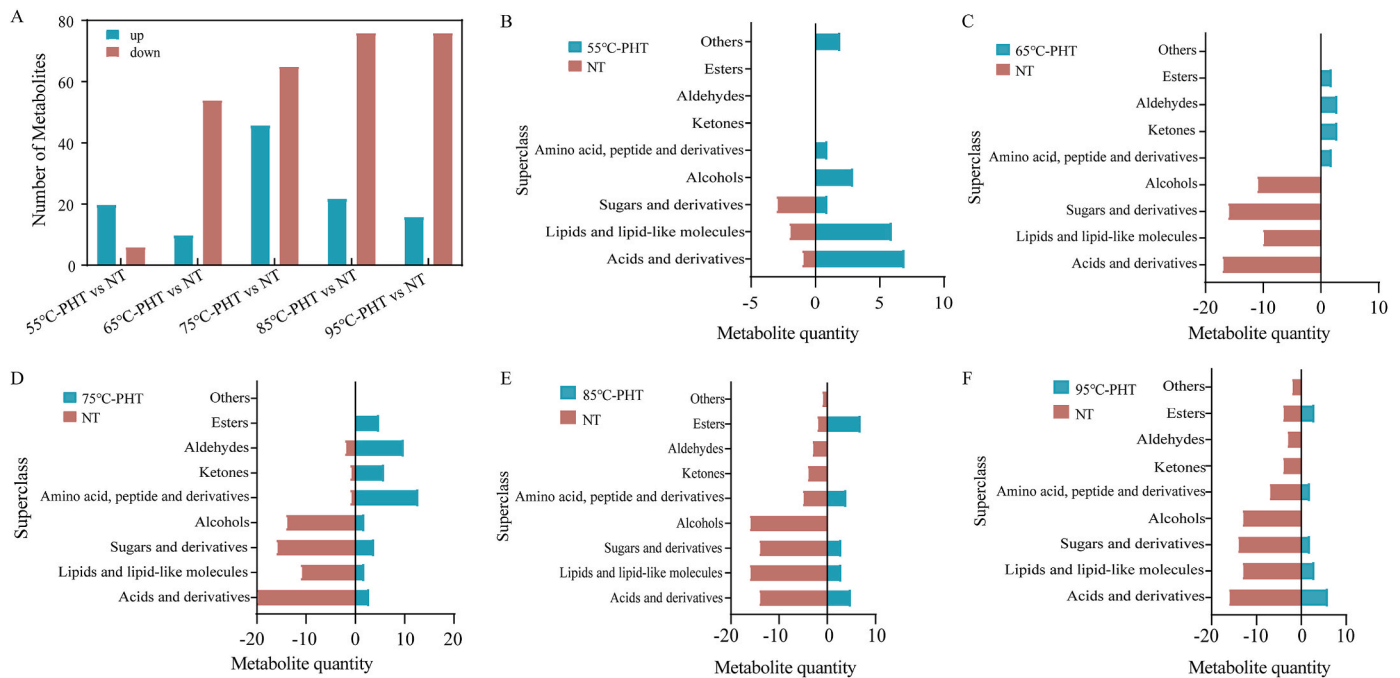 A
Number of Metabolites
80
60
40
20
0
up
down
55°C-PHT vs NT
65°C-PHT vs NT
75°C-PHT vs NT
85°C-PHT vs NT
95°C-PHT vs NT
B
55°C-PHT
NT
Superclass
Others
Esters
Aldehydes
Ketones
Amino acid, peptide and derivatives
Alcohols
Sugars and derivatives
Lipids and lipid-like molecules
Acids and derivatives
-5 0 5 10
Metabolite quantity
C
65°C-PHT
NT
Superclass
Others
Esters
Aldehydes
Ketones
Amino acid, peptide and derivatives
Alcohols
Sugars and derivatives
Lipids and lipid-like molecules
Acids and derivatives
-20 -10 0 10
Metabolite quantity
D
75°C-PHT
NT
Superclass
Others
Esters
Aldehydes
Ketones
Amino acid, peptide and derivatives
Alcohols
Sugars and derivatives
Lipids and lipid-like molecules
Acids and derivatives
-20 -10 0 10 20
Metabolite quantity
E
85°C-PHT
NT
Superclass
Others
Esters
Aldehydes
Ketones
Amino acid, peptide and derivatives
Alcohols
Sugars and derivatives
Lipids and lipid-like molecules
Acids and derivatives
-20 -10 0 10
Metabolite quantity
F
95°C-PHT
NT
Superclass
Others
Esters
Aldehydes
Ketones
Amino acid, peptide and derivatives
Alcohols
Sugars and derivatives
Lipids and lipid-like molecules
Acids and derivatives
-20 -10 0 10
Metabolite quantity